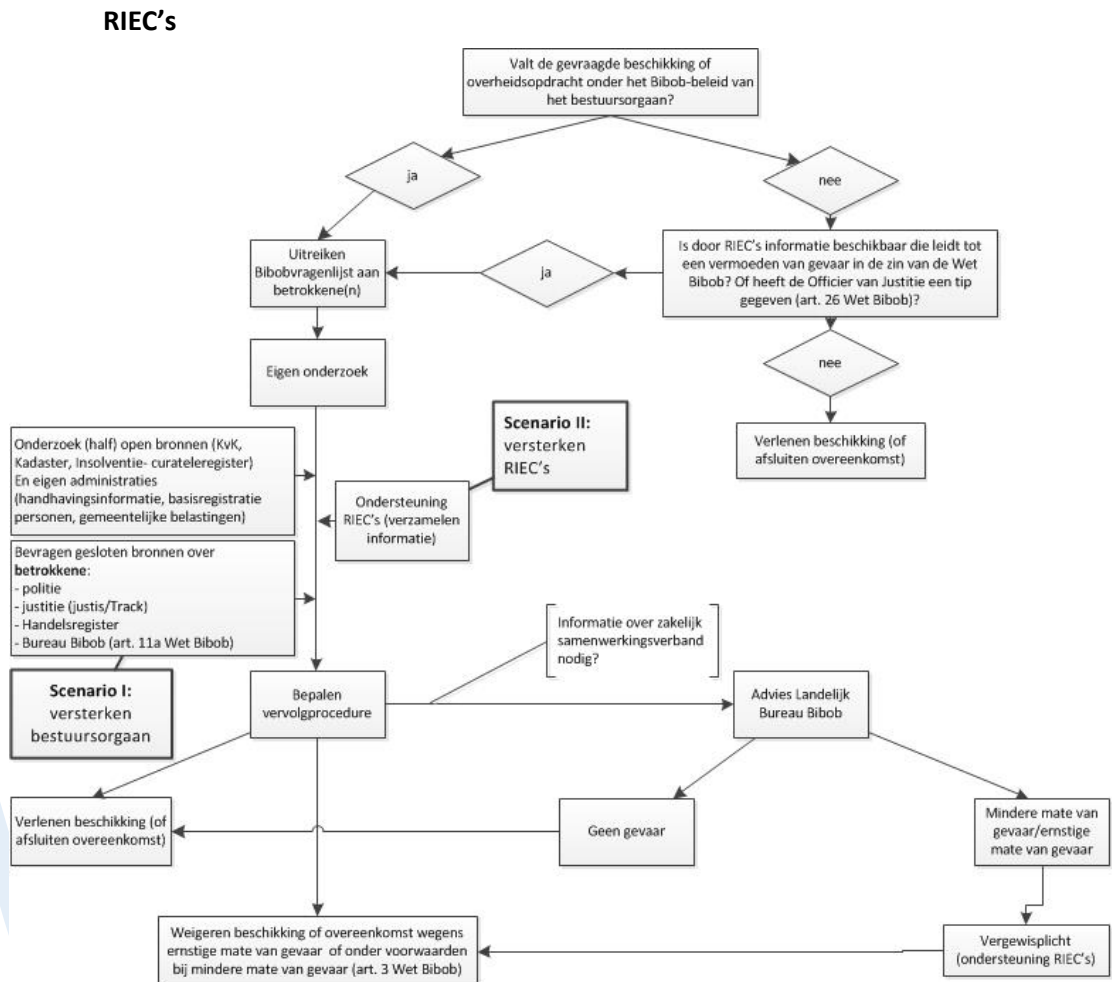 RIEC's
Valt de gevraagde beschikking of
overheidsopdracht onder het Bibob-beleid van
het bestuursorgaan?
ja
nee
Uitreiken
Bibobvragenlijst aan
betrokkene(n)
ja
Is door RIEC's informatie beschikbaar die leidt tot
een vermoeden van gevaar in de zin van de Wet
Bibob? Of heeft de Officier van Justitie een tip
gegeven (art. 26 Wet Bibob)?
Eigen onderzoek
nee
Verlenen beschikking (of
afsluiten overeenkomst)
Onderzoek (half) open bronnen (KvK,
Kadaster, Insolventie- curateleregister)
En eigen administraties
(handhavingsinformatie, basisregistratie
personen, gemeentelijke belastingen)
Scenario II:
versterken
RIEC's
Ondersteuning
RIEC's (verzamelen
informatie)
Bevragen gesloten bronnen over
betrokkene:
- politie
- justitie (justis/Track)
- Handelsregister
- Bureau Bibob (art. 11a Wet Bibob)
Scenario I:
versterken
bestuursorgaan
Informatie over zakelijk
samenwerkingsverband
nodig?
Bepalen
vervolgprocedure
Advies Landelijk
Bureau Bibob
Verlenen beschikking (of
afsluiten overeenkomst)
Geen gevaar
Mindere mate van
gevaar/ernstige
mate van gevaar
Weigeren beschikking of overeenkomst wegens
ernstige mate van gevaar of onder voorwaarden
bij mindere mate van gevaar (art. 3 Wet Bibob)
Vergewisplicht
(ondersteuning RIEC's)